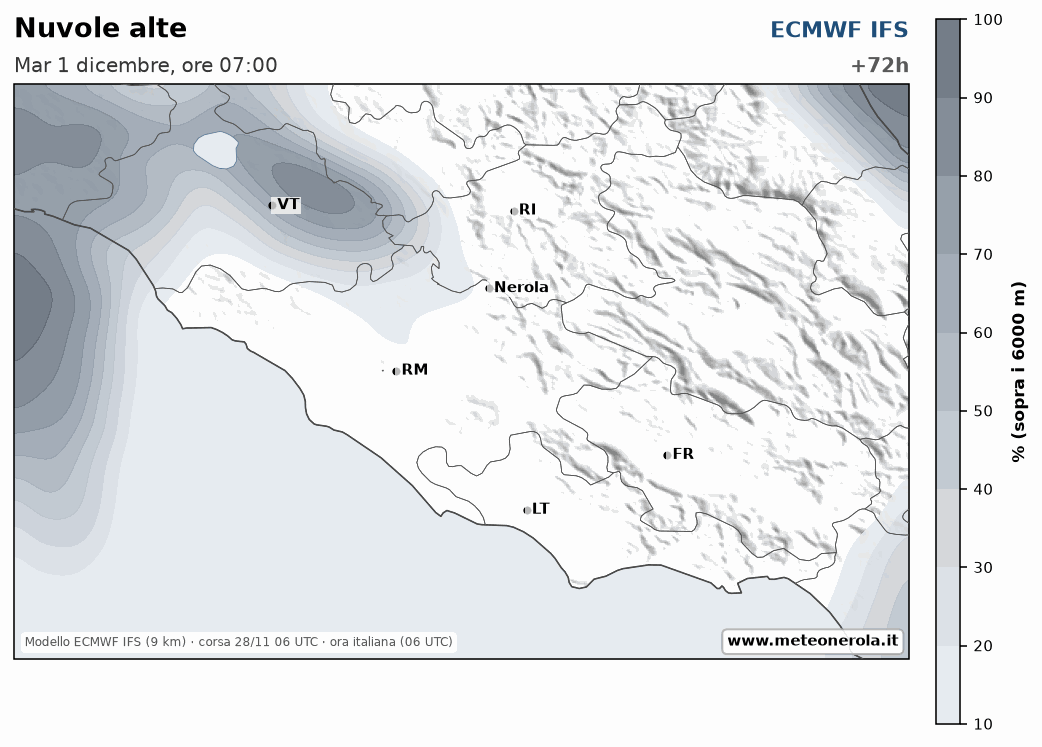 Nuvole alte
ECMWF IFS
Mar 1 dicembre, ore 07:00
+72h
VT
RI
Nerola
RM
FR
LT
Modello ECMWF IFS (9 km) · corsa 28/11 06 UTC · ora italiana (06 UTC)
www.meteonerola.it
100
90
80
70
60
50
40
30
20
10
% (sopra i 6000 m)